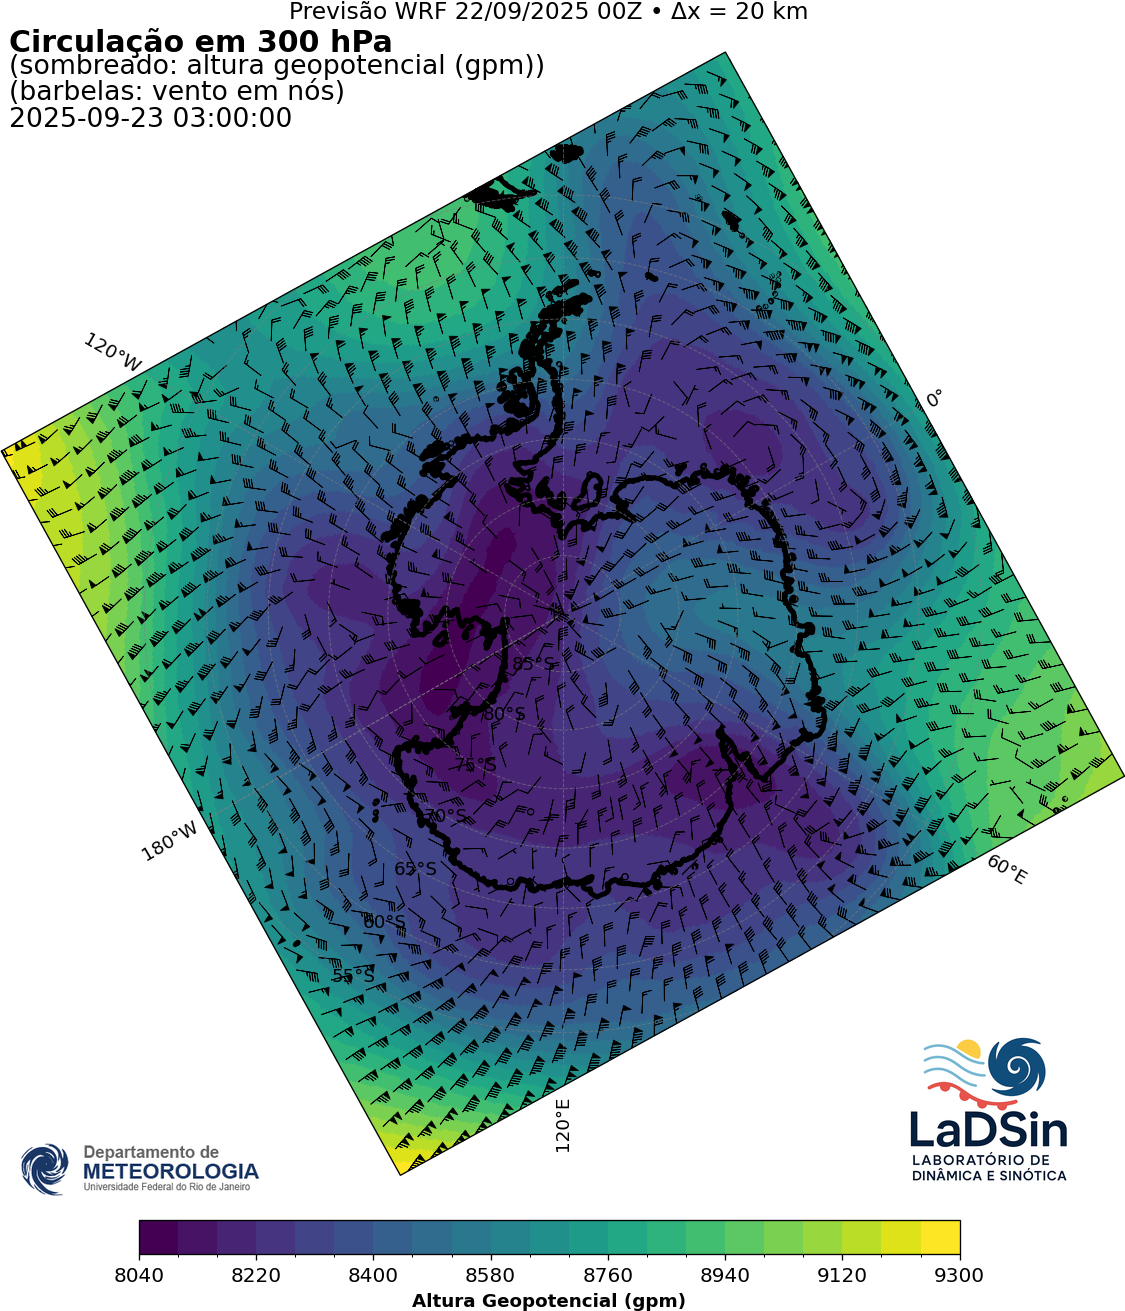 Previsão WRF 22/09/2025 00Z • Δx = 20 km
Circulação em 300 hPa
(sombreado: altura geopotencial (gpm))
(barbelas: vento em nós)
2025-09-23 03:00:00
120°W
0°
85°S
80°S
75°S
70°S
180°W
65°S
60°E
60°S
55°S
120°E
LaDSin
LABORATÓRIO DE
DINÂMICA E SINÓTICA
Departamento de
METEOROLOGIA
Universidade Federal do Rio de Janeiro
8040 8220 8400 8580 8760 8940 9120 9300
Altura Geopotencial (gpm)